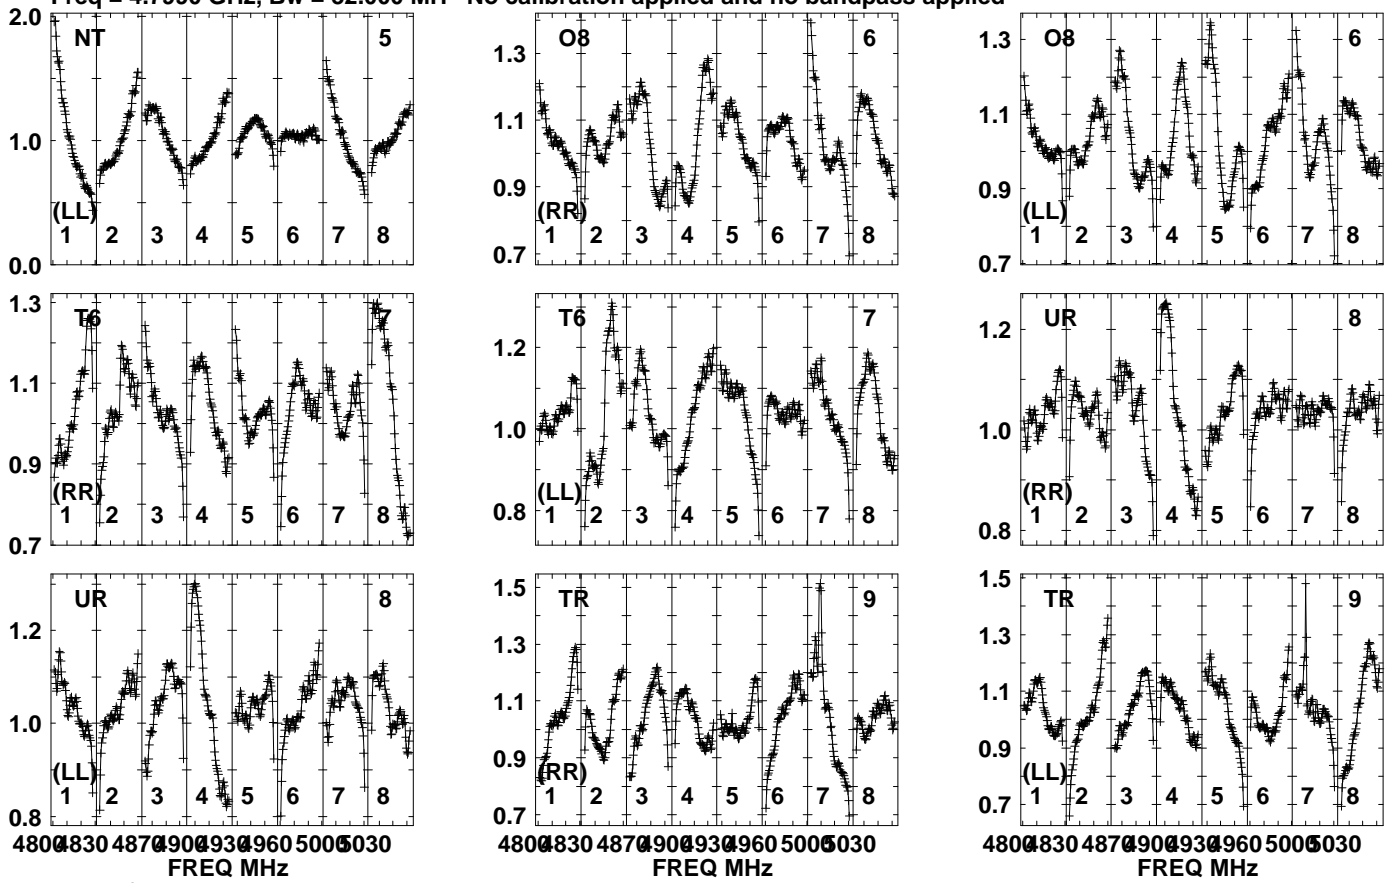 Freq = 4.7990 GHz, Bw = 32.000 MH No calibration applied and no bandpass applied
2.0
1.0
0.0
NT 5
(LL)
1 2 3 4 5 6 7 8
1.3
1.1
0.9
0.7
O8 6
(RR)
1 2 3 4 5 6 7 8
1.3
1.1
0.9
0.7
O8 6
(LL)
1 2 3 4 5 6 7 8
1.3
1.1
0.9
0.7
T6 7
(RR)
1 2 3 4 5 6 7 8
1.2
1.0
0.8
T6 7
(LL)
1 2 3 4 5 6 7 8
1.2
1.0
0.8
UR 8
(RR)
1 2 3 4 5 6 7 8
1.2
1.0
0.8
UR 8
(LL)
1 2 3 4 5 6 7 8
4800 4830 4870 4900 4930 4960 5000 5030
FREQ MHz
1.5
1.3
1.1
0.9
0.7
TR 9
(RR)
1 2 3 4 5 6 7 8
4800 4830 4870 4900 4930 4960 5000 5030
FREQ MHz
1.5
1.3
1.1
0.9
0.7
TR 9
(LL)
1 2 3 4 5 6 7 8
4800 4830 4870 4900 4930 4960 5000 5030
FREQ MHz